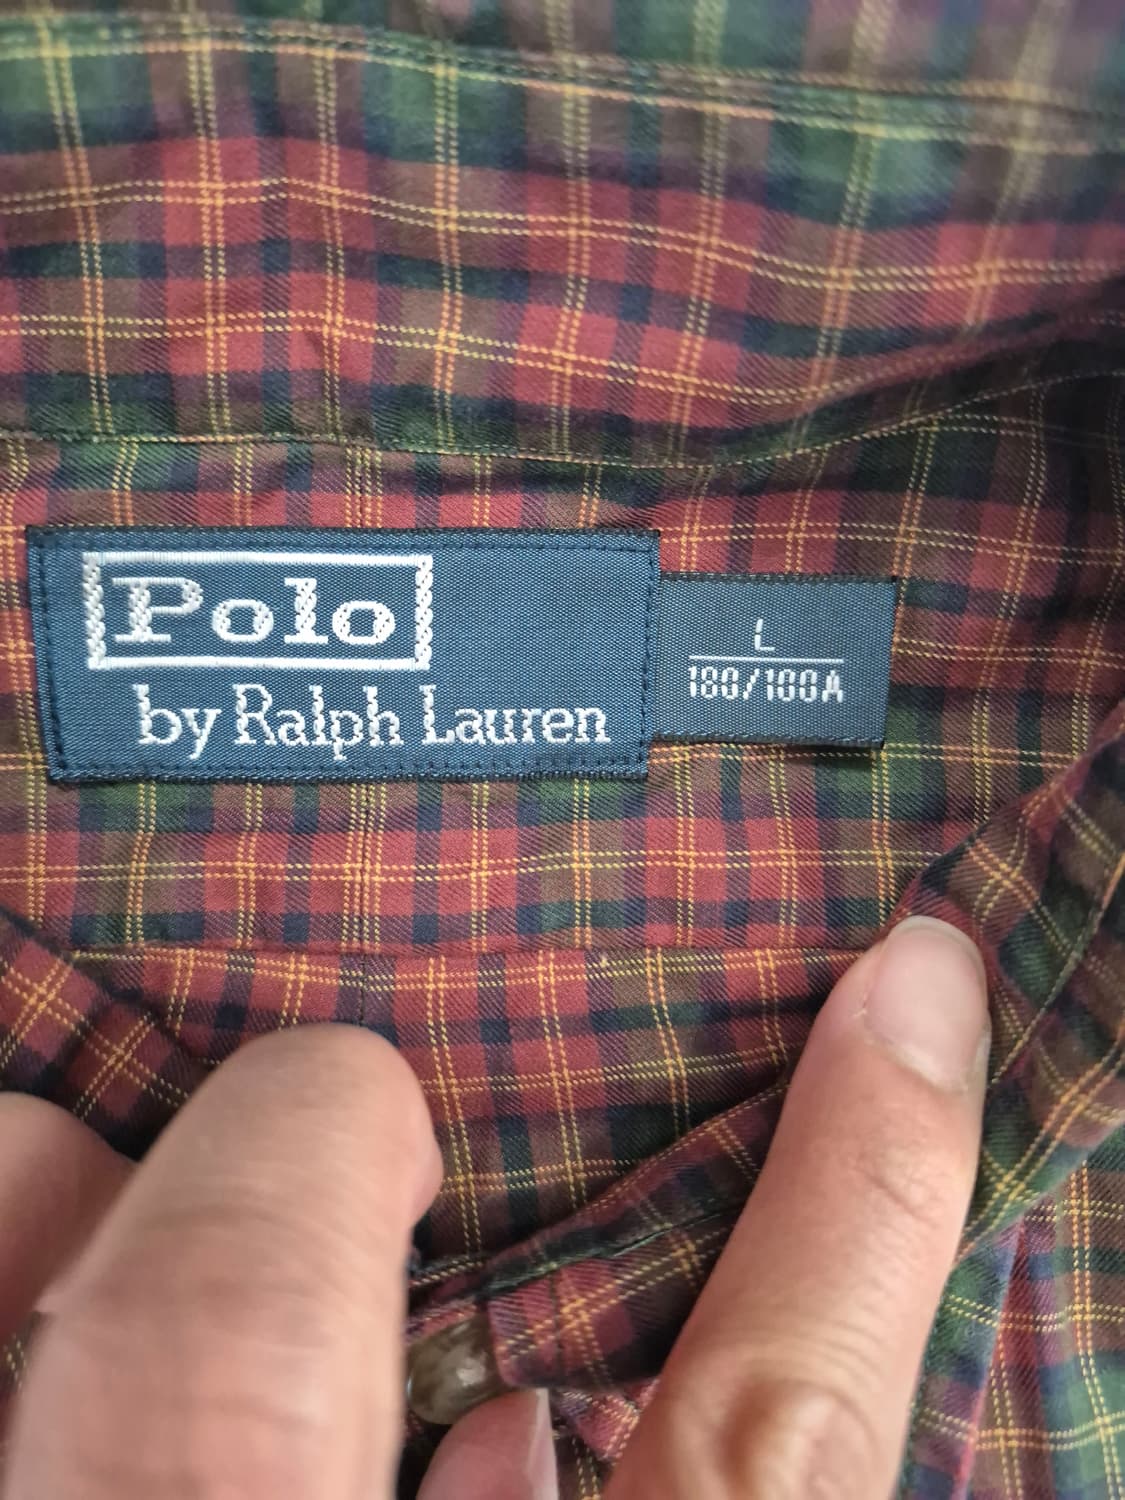 Polo
by Ralph Lauren
L
180/100A